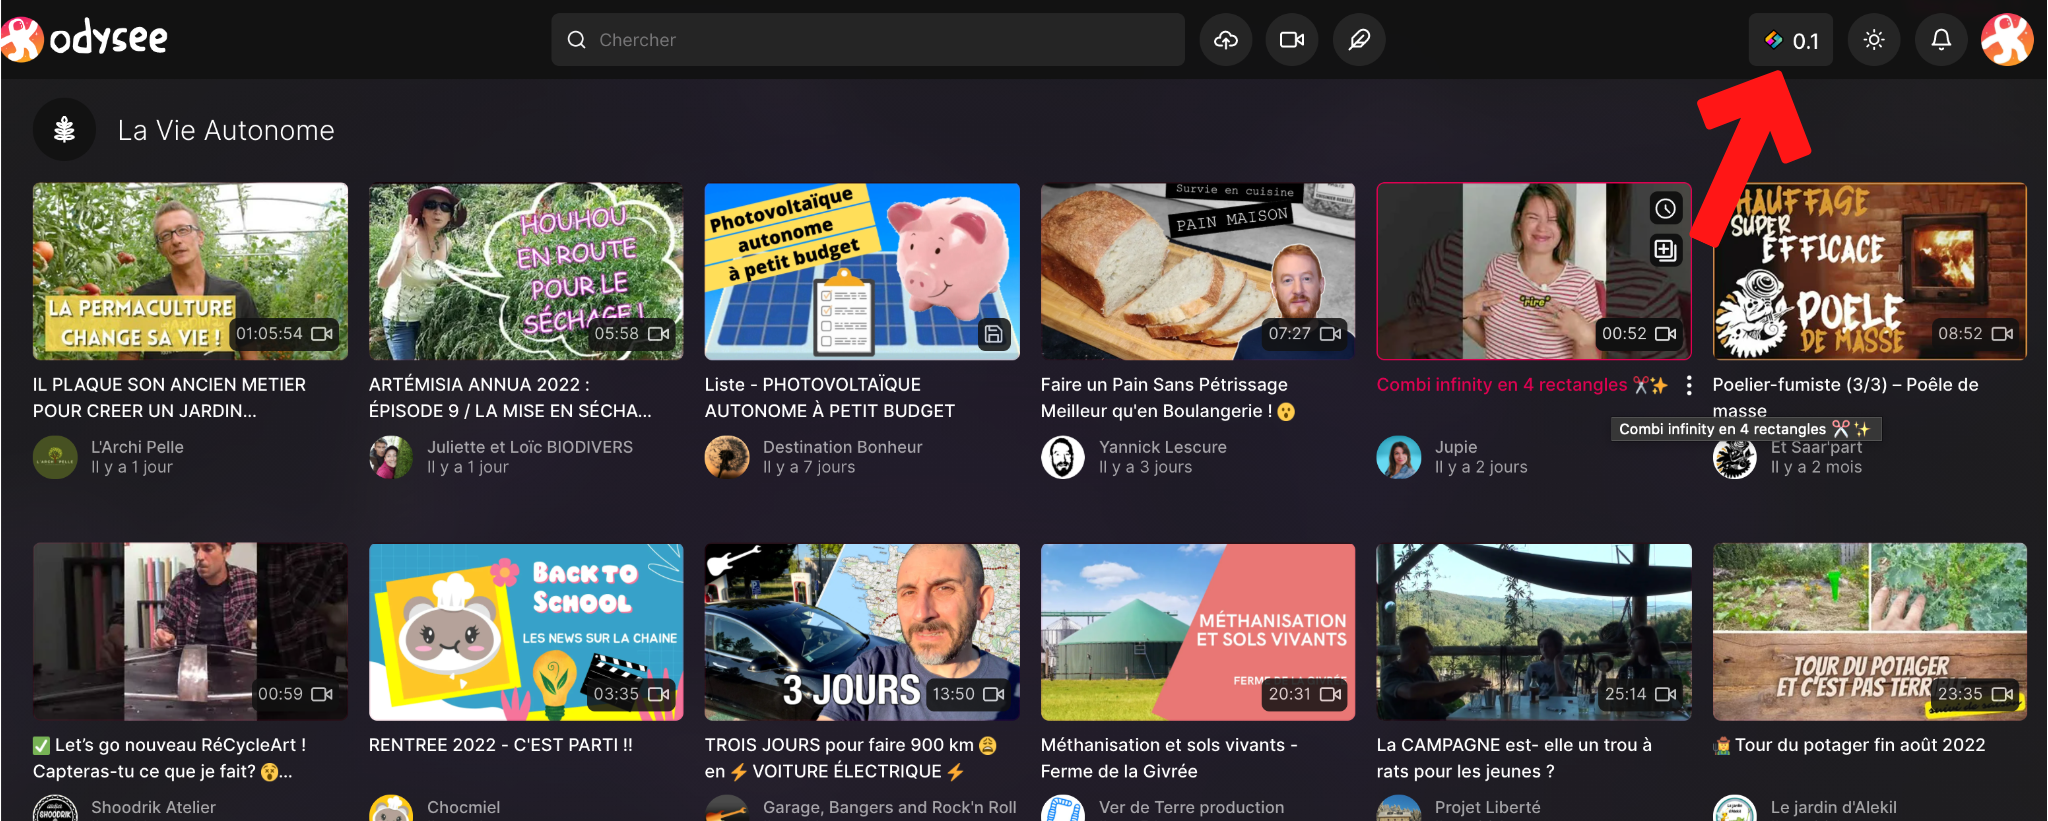 odysee
Chercher
0.1
La Vie Autonome
LA PERMACULTURE
CHANGE SA VIE !
01:05:54
HOUHOU
EN ROUTE
POUR LE
SÉCHAGE !
05:58
Photovoltaïque
autonome
à petit budget
Survie en cuisine
PAIN MAISON
07:27
*rire*
00:52
CHAUFFAGE
SUPER
EFFICACE
POELE
DE MASSE
08:52
IL PLAQUE SON ANCIEN METIER
POUR CREER UN JARDIN...
L'Archi Pelle
Il y a 1 jour
ARTÉMISIA ANNUA 2022 :
ÉPISODE 9 / LA MISE EN SÉCHA...
Juliette et Loïc BIODIVERS
Il y a 1 jour
Liste - PHOTOVOLTAÏQUE
AUTONOME À PETIT BUDGET
Destination Bonheur
Il y a 7 jours
Faire un Pain Sans Pétrissage
Meilleur qu'en Boulangerie ! 😮
Yannick Lescure
Il y a 3 jours
Combi infinity en 4 rectangles ✂️✨
Combi infinity en 4 rectangles ✂️✨
Jupie
Il y a 2 jours
Poelier-fumiste (3/3) – Poêle de
masse
Et Saar'part
Il y a 2 mois
00:59
BACK TO
SCHOOL
LES NEWS SUR LA CHAINE
03:35
3 JOURS
13:50
MÉTHANISATION
ET SOLS VIVANTS
FERME DE LA GIVRÉE
20:31
25:14
TOUR DU POTAGER
ET C'EST PAS TERR
23:35
✅ Let's go nouveau RéCycleArt !
Capteras-tu ce que je fait? 😯...
Shoodrik Atelier
RENTREE 2022 - C'EST PARTI !!
Chocmiel
TROIS JOURS pour faire 900 km 😩
en ⚡ VOITURE ÉLECTRIQUE ⚡
Garage, Bangers and Rock'n Roll
Méthanisation et sols vivants -
Ferme de la Givrée
Ver de Terre production
La CAMPAGNE est- elle un trou à
rats pour les jeunes ?
Projet Liberté
👩‍🌾 Tour du potager fin août 2022
Le jardin d'Alekil